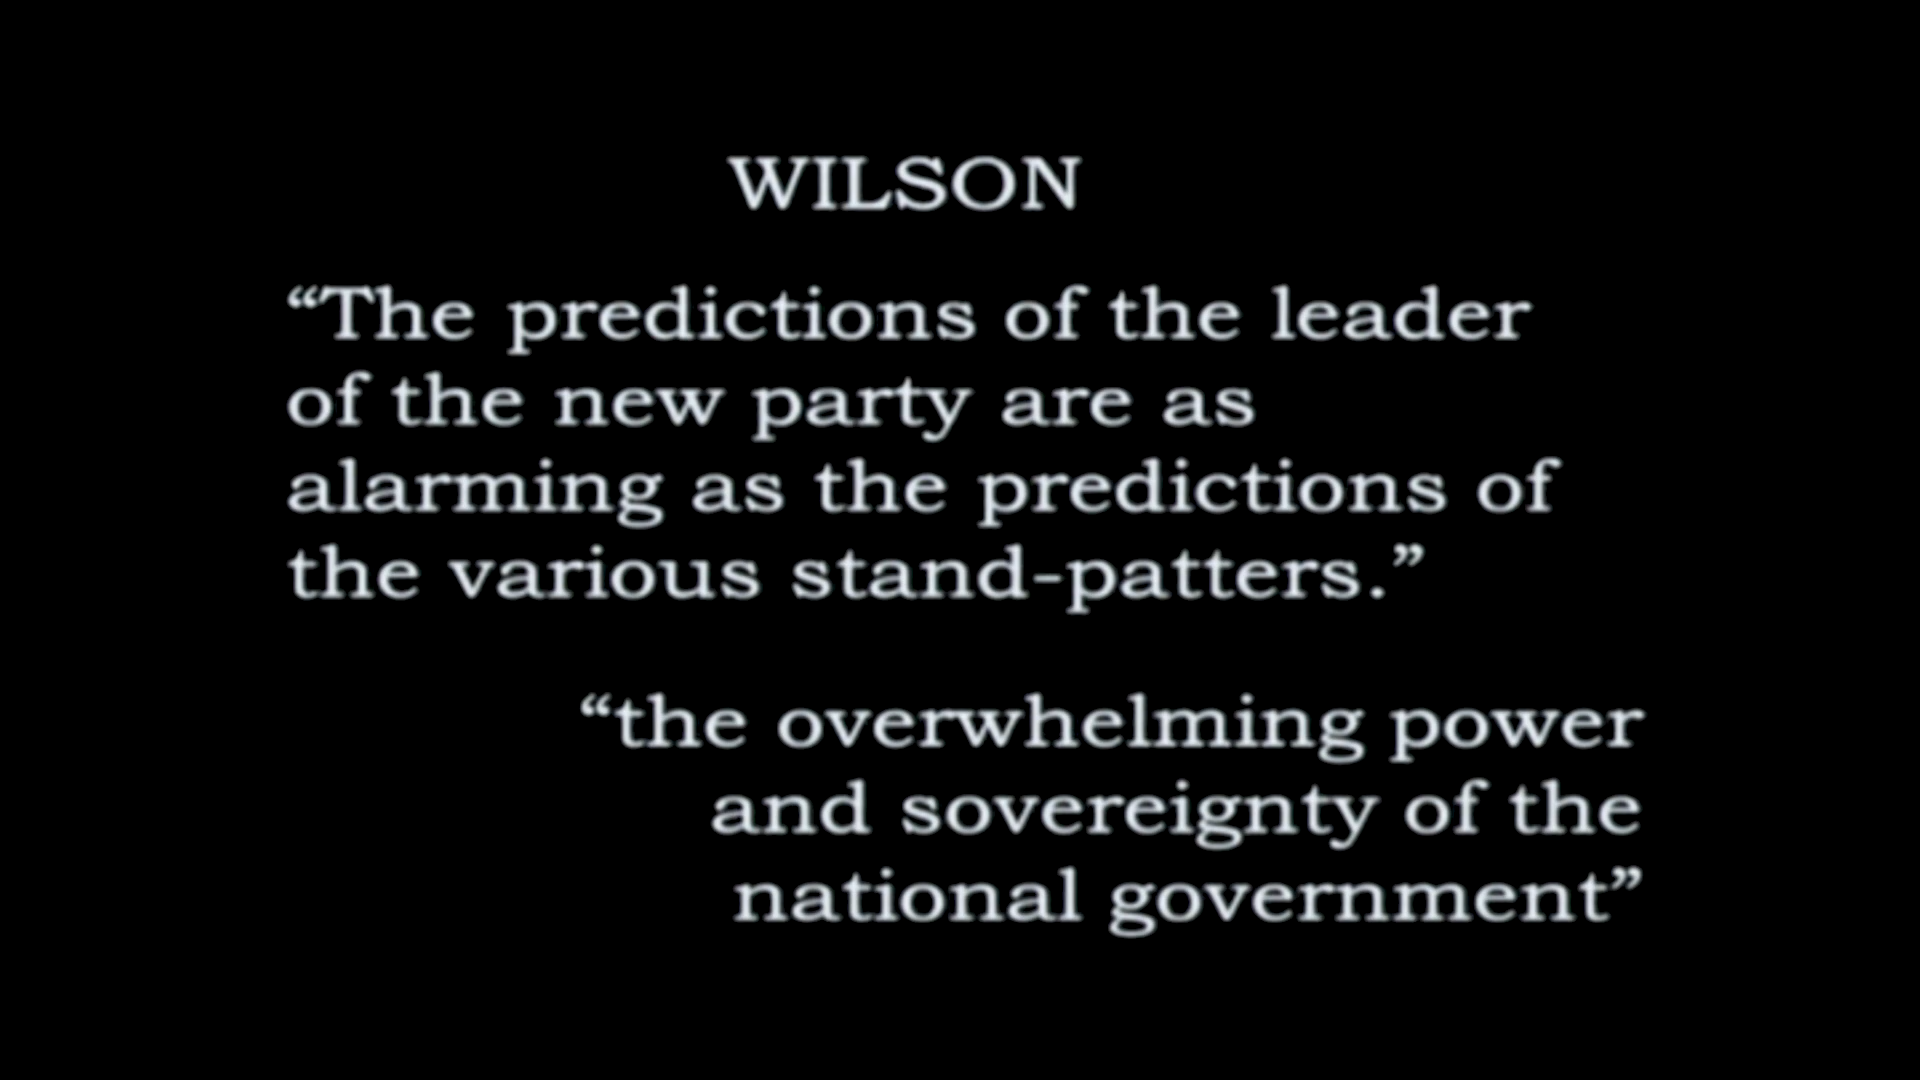 WILSON
“The predictions of the leader
of the new party are as
alarming as the predictions of
the various stand-patters.”
“the overwhelming power
and sovereignty of the
national government”